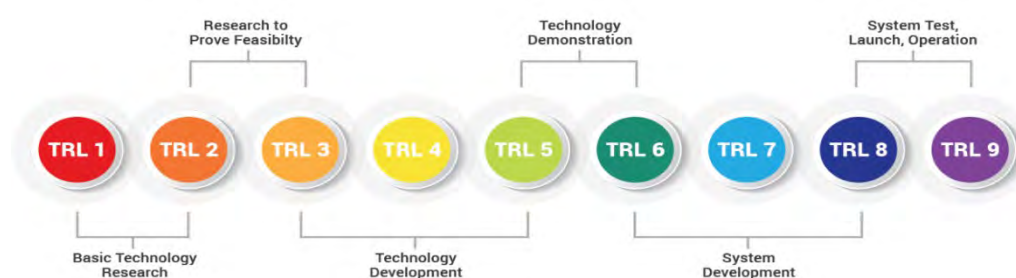 Research to
Prove Feasibilty
Technology
Demonstration
System Test,
Launch, Operation
TRL 1
TRL 2
TRL 3
TRL 4
TRL 5
TRL 6
TRL 7
TRL 8
TRL 9
Basic Technology
Research
Technology
Development
System
Development